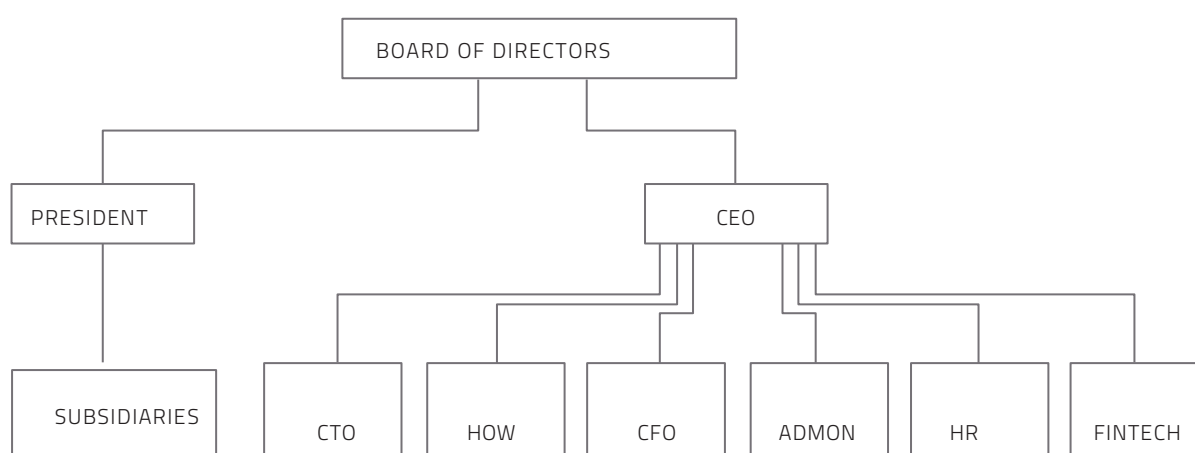 BOARD OF DIRECTORS
PRESIDENT
CEO
SUBSIDIARIES
CTO
HOW
CFO
ADMON
HR
FINTECH